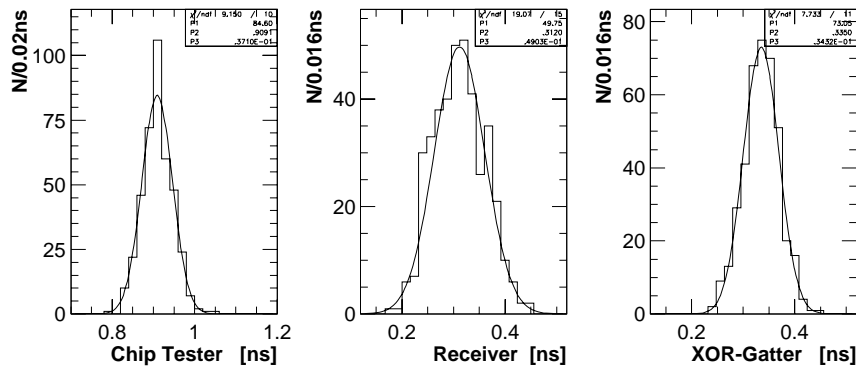 N/0.02ns
χ²/ndf 9.150 / 10
P1 84.60
P2 .9091
P3 .3710E-01
100
75
50
25
0
0.8 1 1.2
Chip Tester [ns]
N/0.016ns
χ²/ndf 19.07 / 15
P1 49.75
P2 .3120
P3 .4903E-01
40
20
0
0.2 0.4
Receiver [ns]
N/0.016ns
χ²/ndf 7.733 / 11
P1 73.05
P2 .3350
P3 .3432E-01
80
60
40
20
0
0.2 0.4
XOR-Gatter [ns]